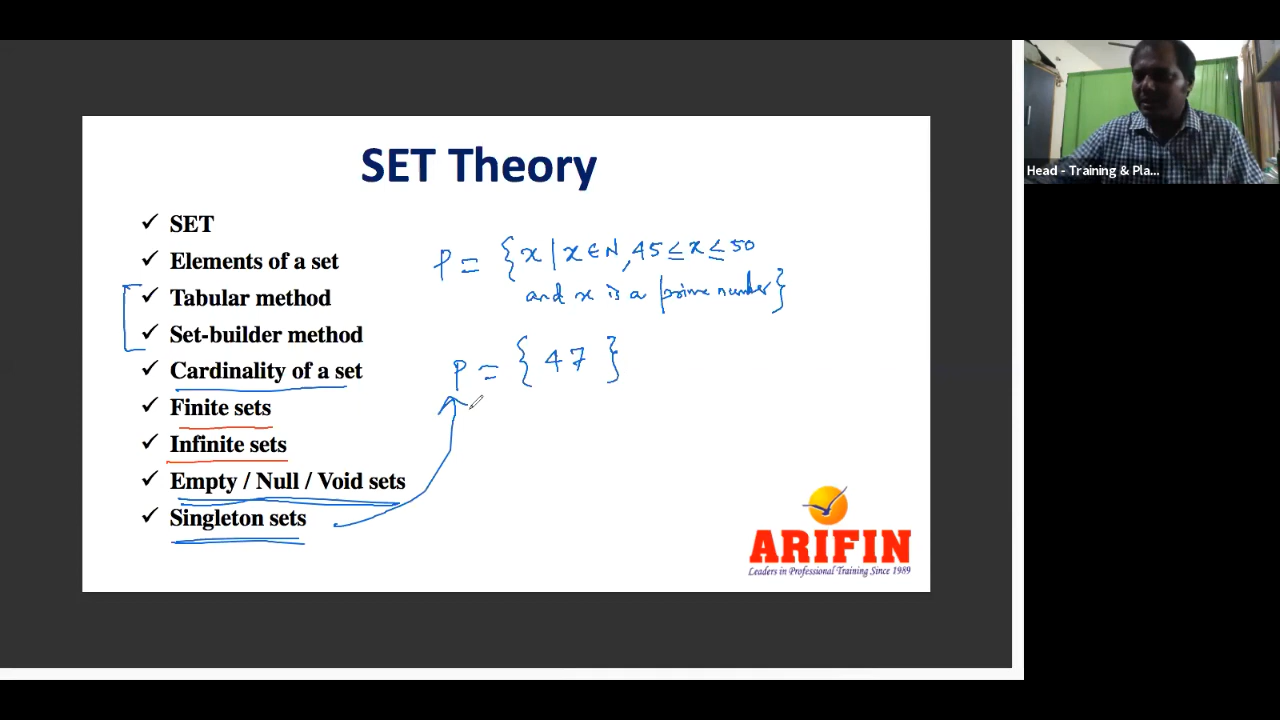 SET Theory
✓ SET
✓ Elements of a set
✓ Tabular method
✓ Set-builder method
✓ Cardinality of a set
✓ Finite sets
✓ Infinite sets
✓ Empty / Null / Void sets
✓ Singleton sets
P = {x | x ∈ N, 45 ≤ x ≤ 50
and x is a prime number}
P = { 47 }
ARIFIN
Leaders in Professional Training Since 1989
Head - Training & Pla...